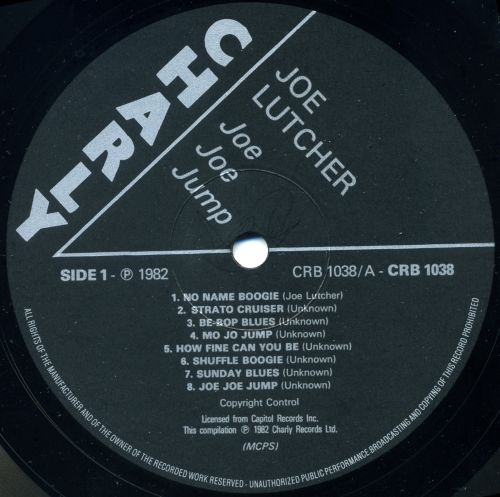 CHARLY
JOE
LUTCHER
Joe
Joe
Jump
SIDE 1 - ℗ 1982
CRB 1038/A - CRB 1038
1. NO NAME BOOGIE (Joe Lutcher)
2. STRATO CRUISER (Unknown)
3. BE-BOP BLUES (Unknown)
4. MO JO JUMP (Unknown)
5. HOW FINE CAN YOU BE (Unknown)
6. SHUFFLE BOOGIE (Unknown)
7. SUNDAY BLUES (Unknown)
8. JOE JOE JUMP (Unknown)
Copyright Control
Licensed from Capitol Records Inc.
This compilation ℗ 1982 Charly Records Ltd.
(MCPS)
ALL RIGHTS OF THE MANUFACTURER AND OF THE OWNER OF THE RECORDED WORK RESERVED - UNAUTHORIZED PUBLIC PERFORMANCE BROADCASTING AND COPYING OF THIS RECORD PROHIBITED